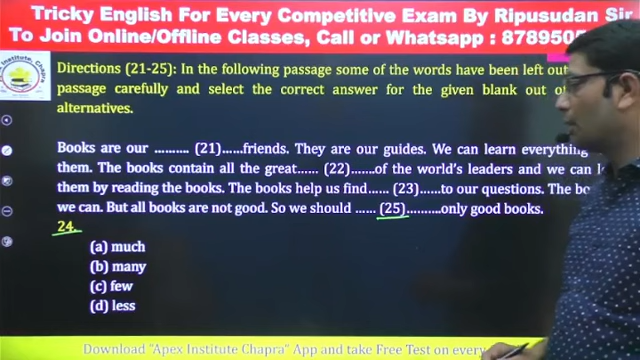 Tricky English For Every Competitive Exam By Ripusudan Sir
To Join Online/Offline Classes, Call or Whatsapp : 878950
Institute, Chapra
Directions (21-25): In the following passage some of the words have been left out
passage carefully and select the correct answer for the given blank out of
alternatives.
Books are our .......... (21)......friends. They are our guides. We can learn everything
them. The books contain all the great...... (22).......of the world's leaders and we can
them by reading the books. The books help us find...... (23)......to our questions. The
we can. But all books are not good. So we should ...... (25)..........only good books.
24.
(a) much
(b) many
(c) few
(d) less
Download "Apex Institute Chapra" App and take Free Test on every